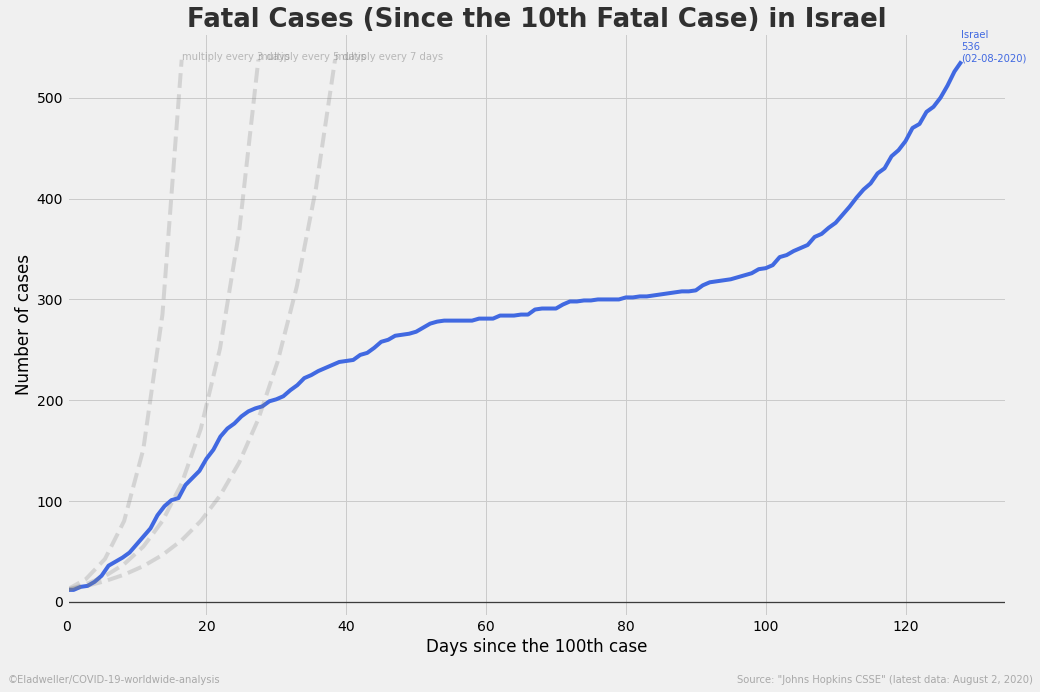 Fatal Cases (Since the 10th Fatal Case) in Israel
Israel
536
(02-08-2020)
multiply every 3 days
multiply every 5 days
multiply every 7 days
500
400
300
200
100
0
Number of cases
0 20 40 60 80 100 120
Days since the 100th case
©Eladweller/COVID-19-worldwide-analysis
Source: "Johns Hopkins CSSE" (latest data: August 2, 2020)